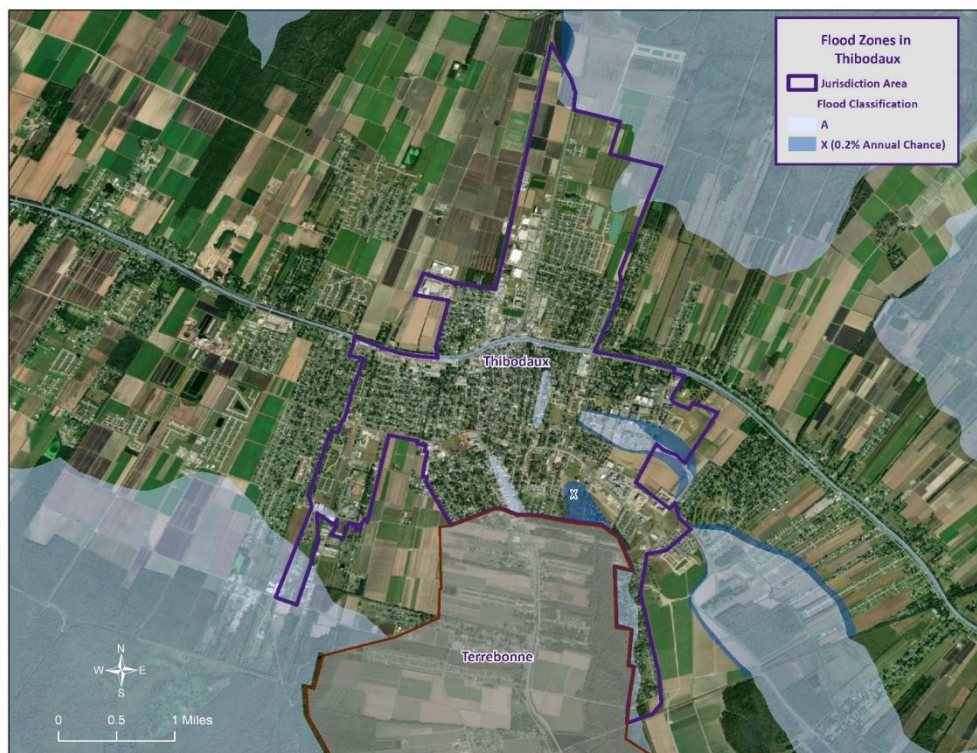 Flood Zones in
Thibodaux
Jurisdiction Area
Flood Classification
A
X (0.2% Annual Chance)
Thibodaux
X
Terrebonne
N
W E
S
0 0.5 1 Miles